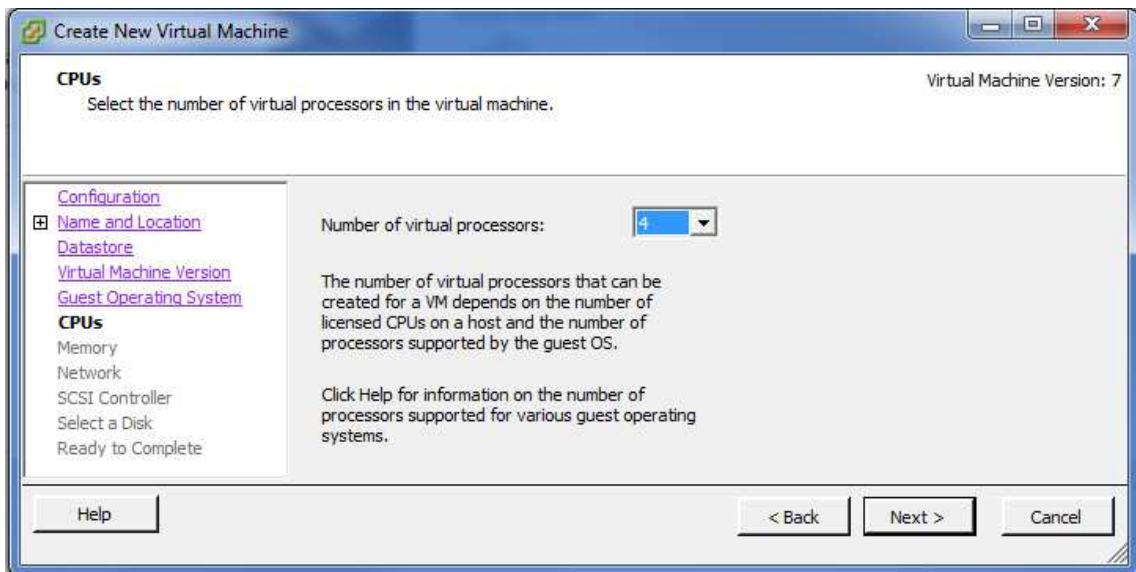 Create New Virtual Machine
CPUs
Virtual Machine Version: 7
Select the number of virtual processors in the virtual machine.
Configuration
Name and Location
Datastore
Virtual Machine Version
Guest Operating System
CPUs
Memory
Network
SCSI Controller
Select a Disk
Ready to Complete
Number of virtual processors: 4
The number of virtual processors that can be
created for a VM depends on the number of
licensed CPUs on a host and the number of
processors supported by the guest OS.
Click Help for information on the number of
processors supported for various guest operating
systems.
Help
< Back
Next >
Cancel